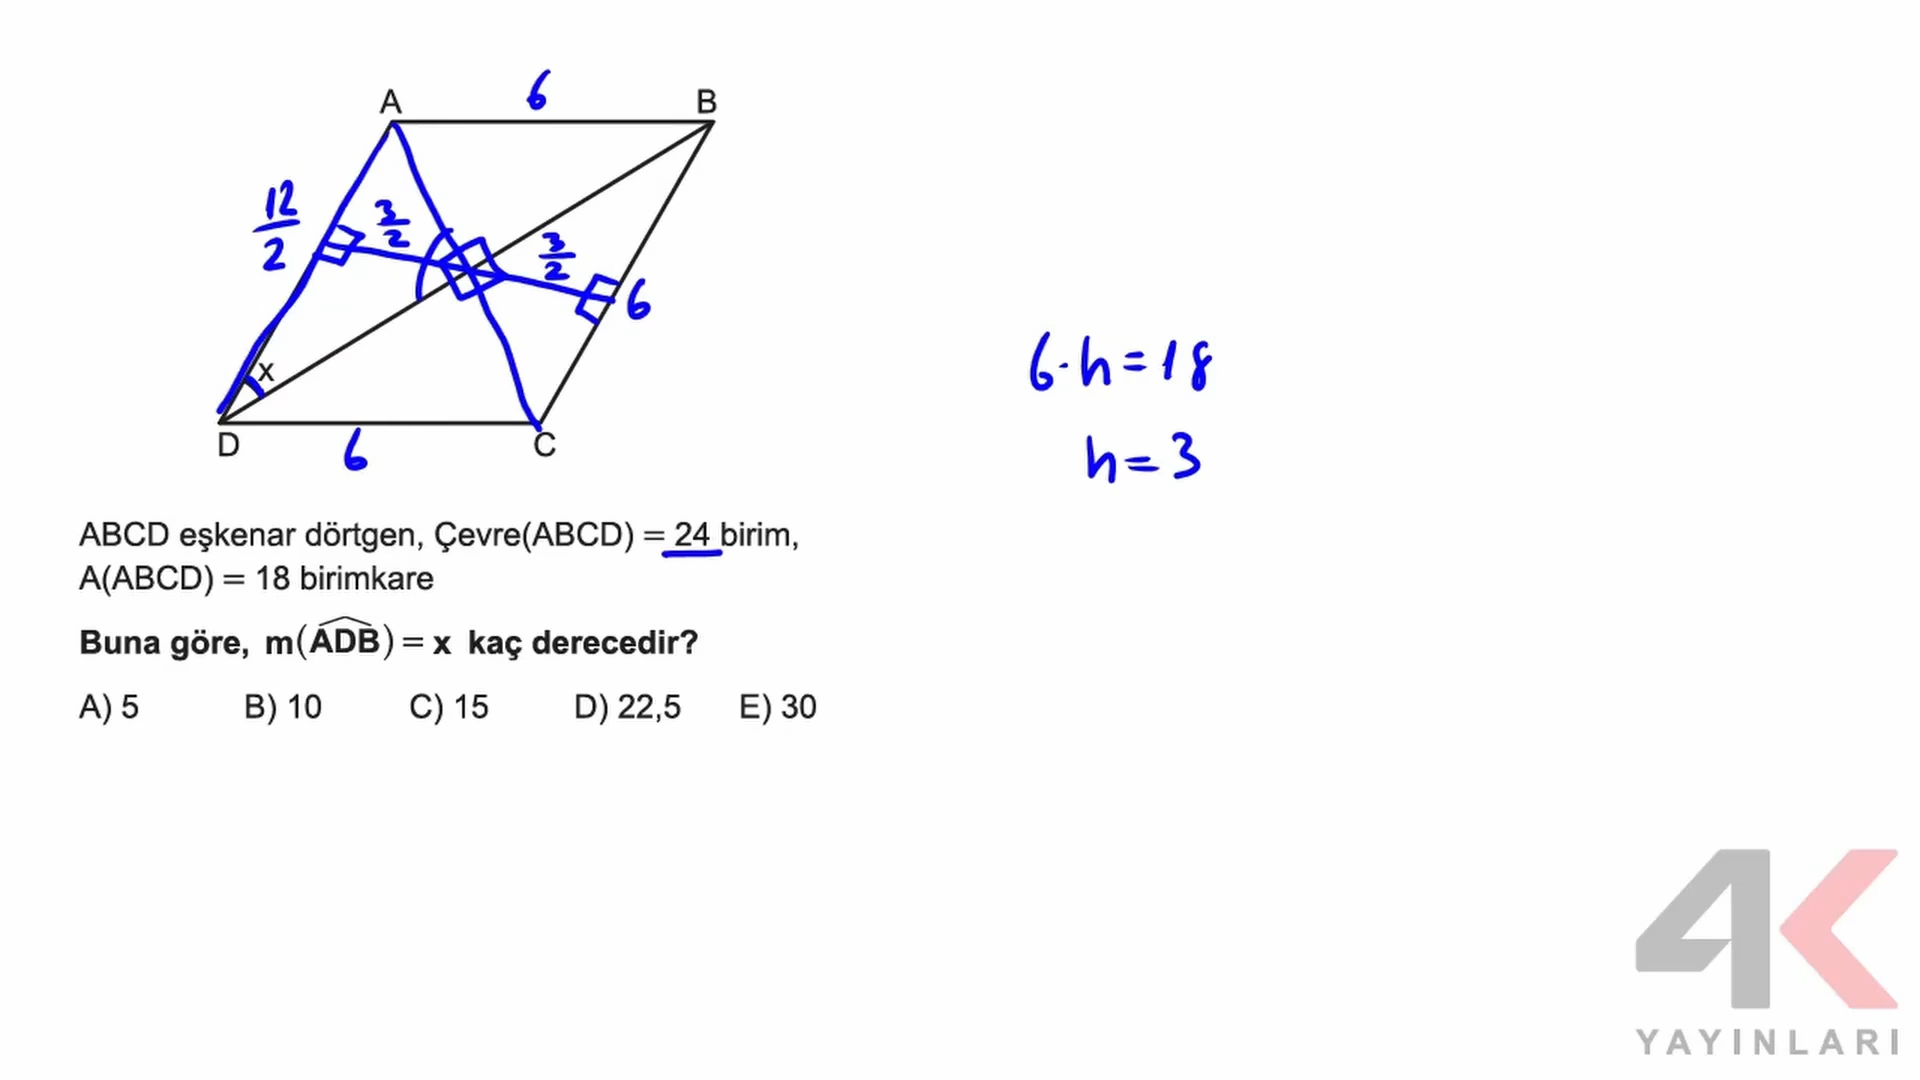 6
A B
12/2 3/2 3/2 6
x
D 6 C
6·h=18
h=3
ABCD eşkenar dörtgen, Çevre(ABCD) = 24 birim,
A(ABCD) = 18 birimkare
Buna göre, m(ADB) = x kaç derecedir?
A) 5 B) 10 C) 15 D) 22,5 E) 30
4K
YAYINLARI